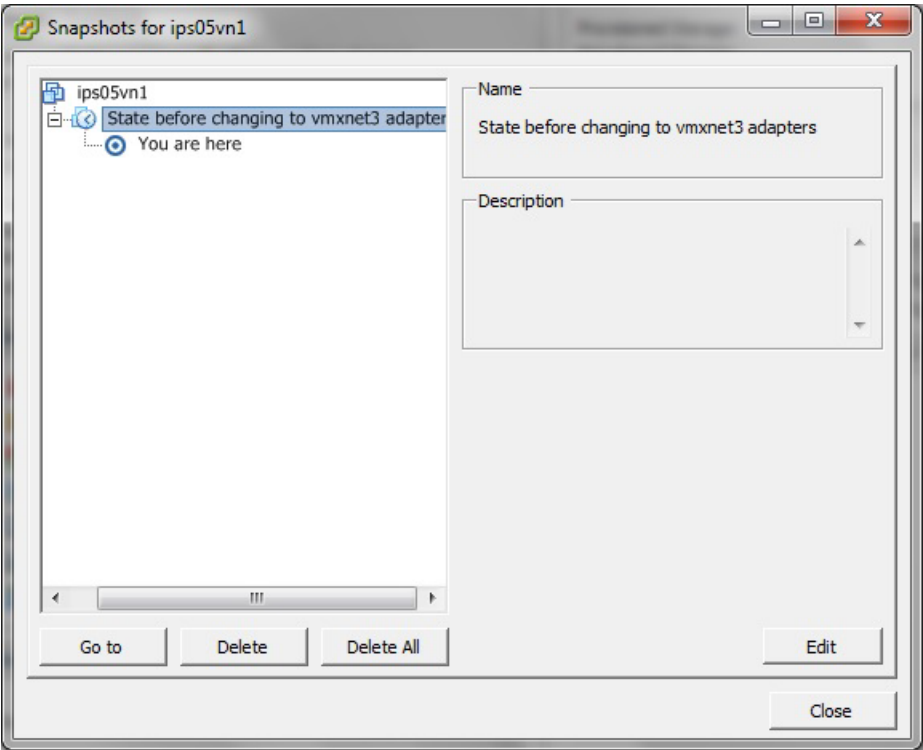 Snapshots for ips05vn1
ips05vn1
State before changing to vmxnet3 adapter
You are here
Name
State before changing to vmxnet3 adapters
Description
Go to
Delete
Delete All
Edit
Close